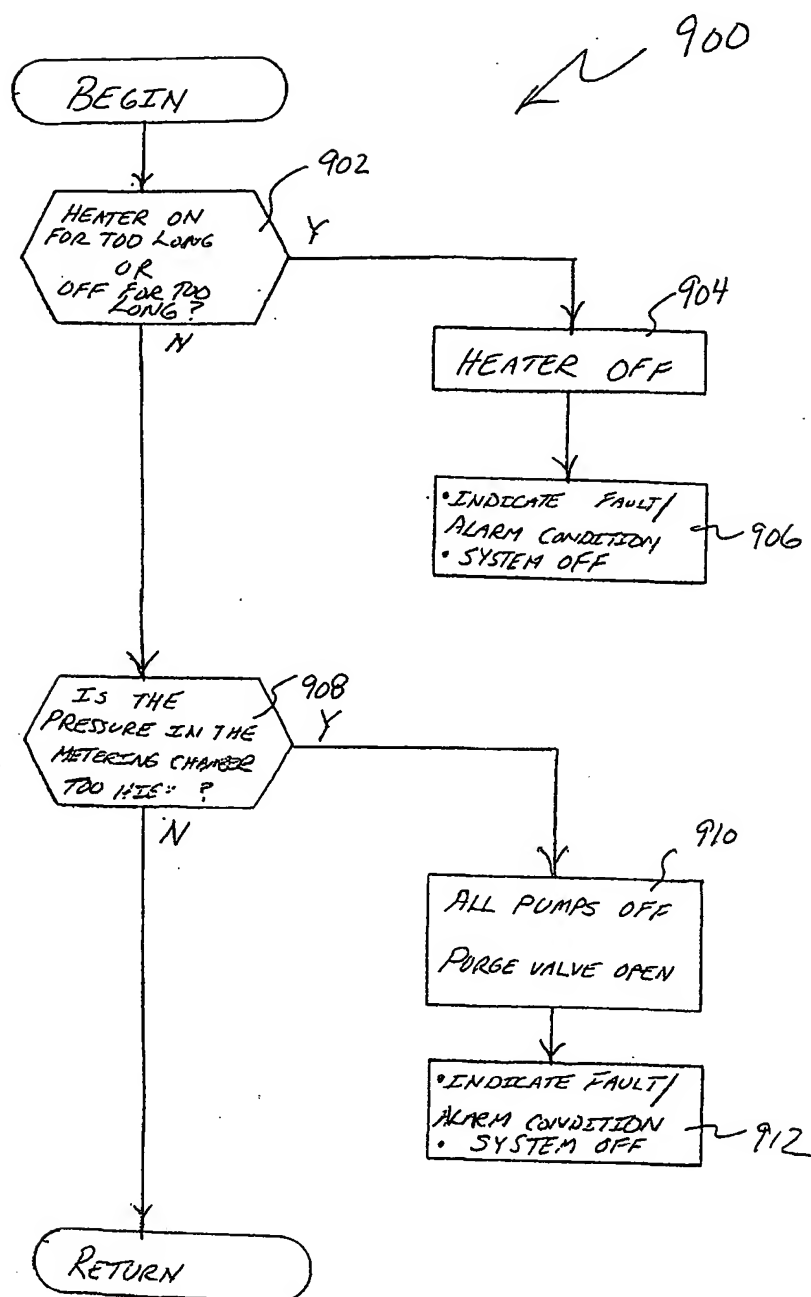 900
BEGIN
902
HEATER ON
FOR TOO LONG
OR
OFF FOR TOO
LONG?
Y
N
904
HEATER OFF
•INDICATE FAULT/
ALARM CONDITION
• SYSTEM OFF
906
IS THE
PRESSURE IN THE
METERING CHAMBER
TOO ?
908
Y
N
910
ALL PUMPS OFF
PURGE VALVE OPEN
•INDICATE FAULT/
ALARM CONDITION
• SYSTEM OFF
912
RETURN